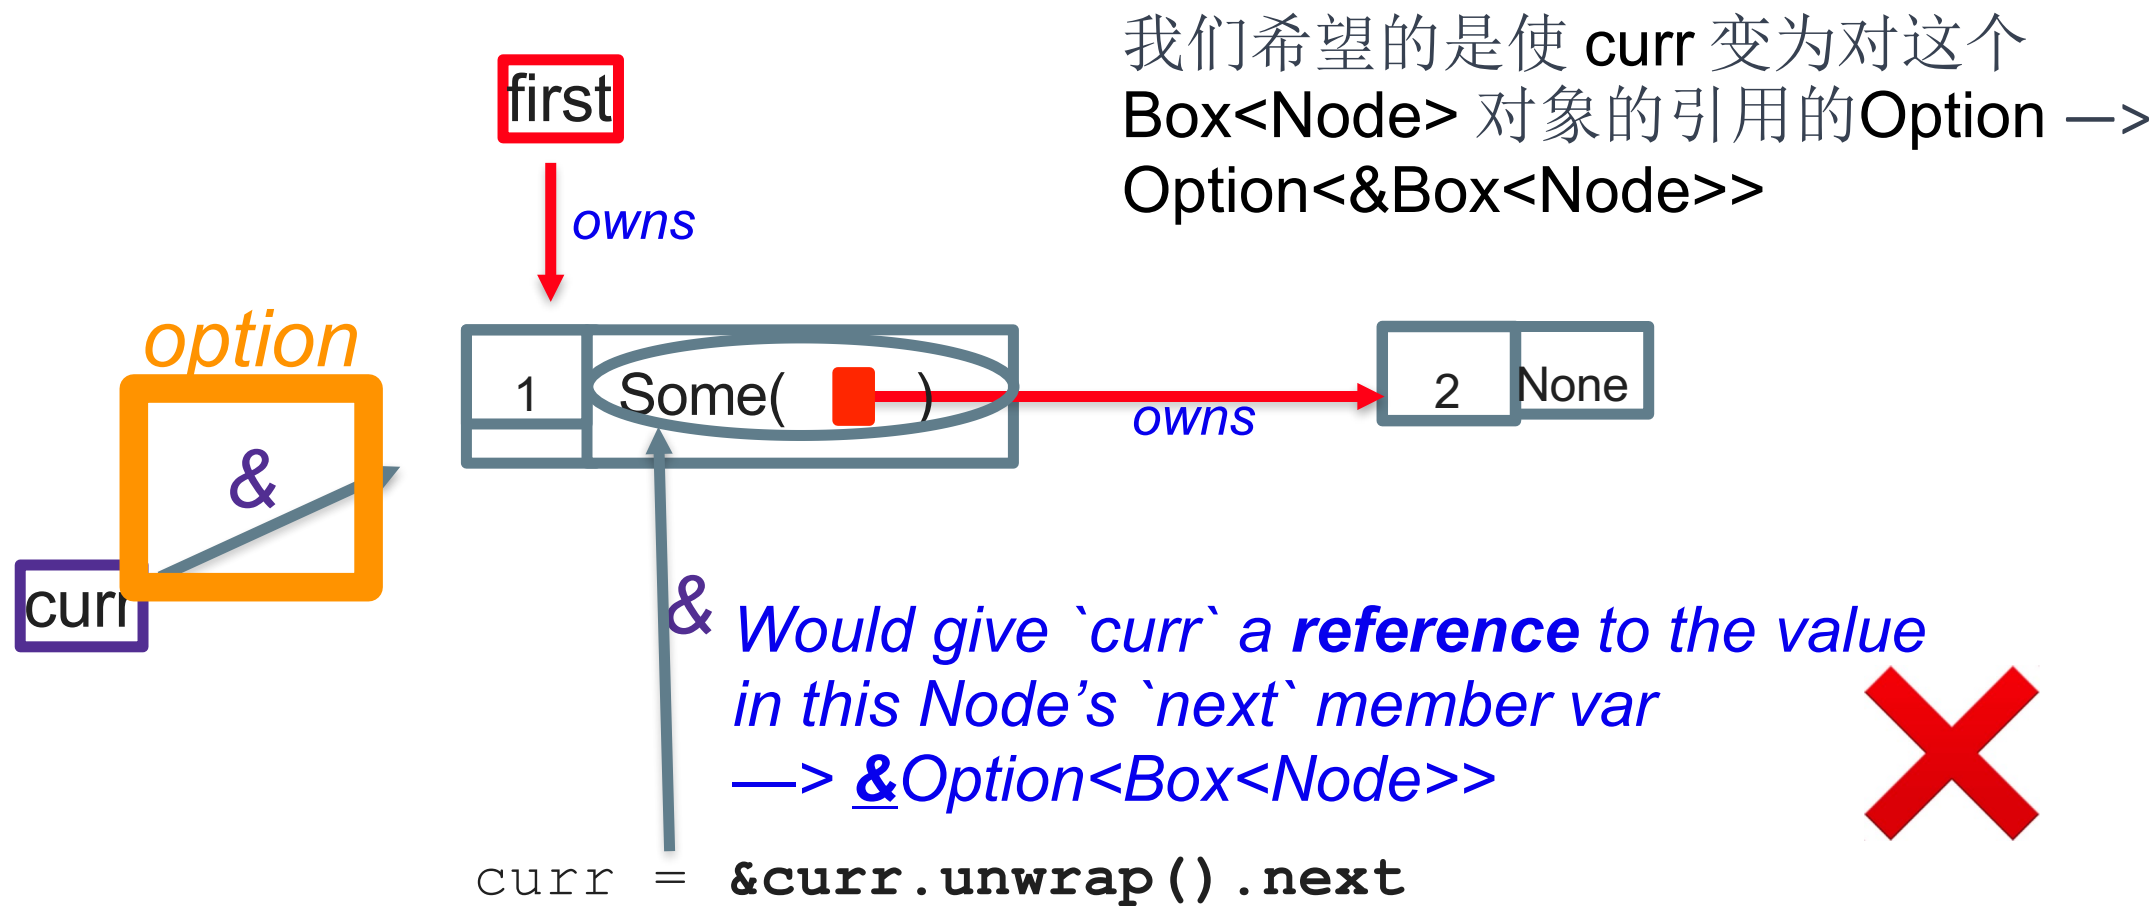 我们希望的是使 curr 变为对这个
Box<Node> 对象的引用的Option —>
Option<&Box<Node>>
first
owns
option
1
Some( )
owns
2
None
&
curr
&
Would give `curr` a reference to the value
in this Node’s `next` member var
—> &Option<Box<Node>>
curr = &curr.unwrap().next